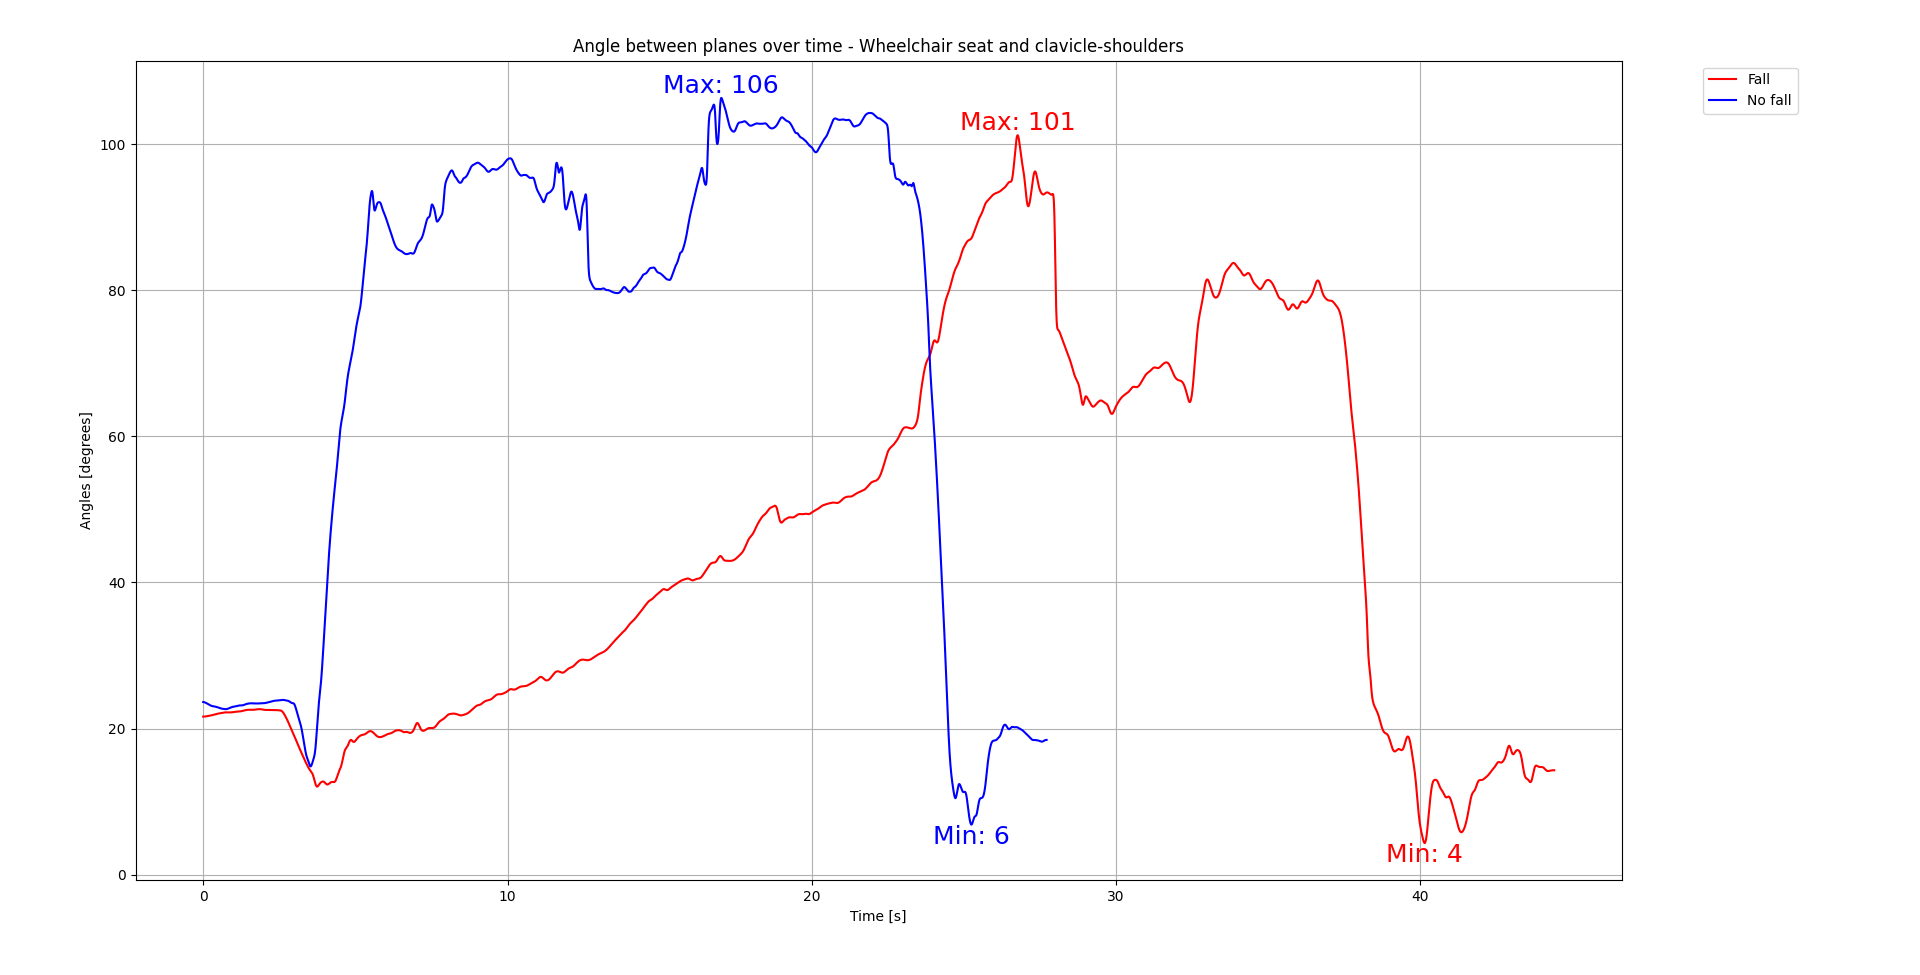 Angle between planes over time - Wheelchair seat and clavicle-shoulders
Fall
No fall
Max: 106
Max: 101
Min: 6
Min: 4
Angles [degrees]
100
80
60
40
20
0
0 10 20 30 40
Time [s]